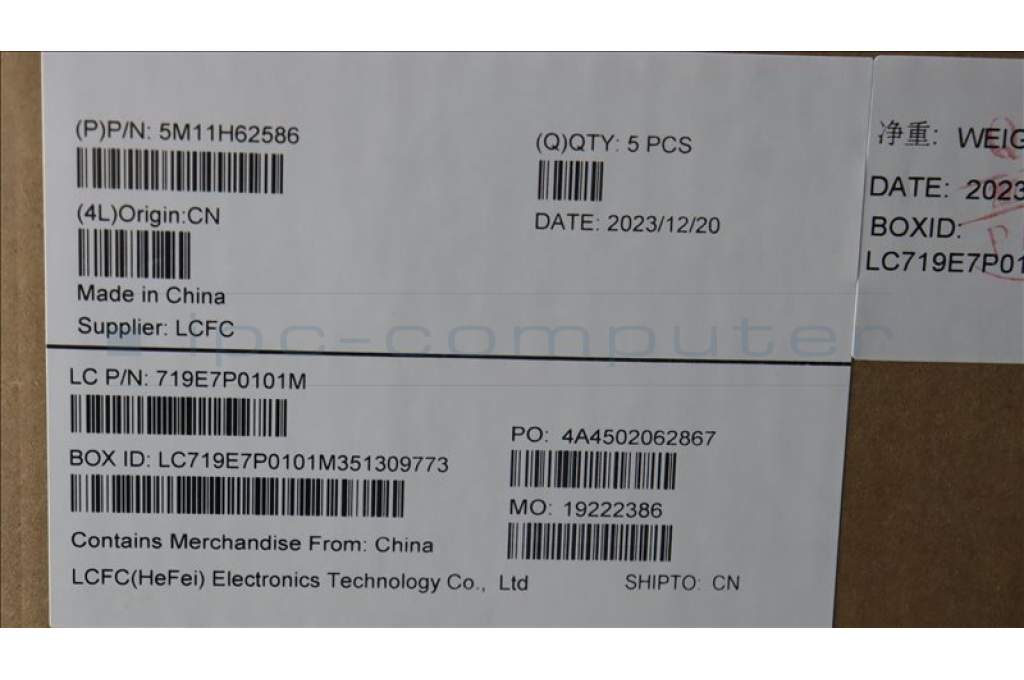 (P)P/N: 5M11H62586
(Q)QTY: 5 PCS
(4L)Origin:CN
DATE: 2023/12/20
Made in China
Supplier: LCFC
LC P/N: 719E7P0101M
PO: 4A4502062867
BOX ID: LC719E7P0101M351309773
MO: 19222386
Contains Merchandise From: China
LCFC(HeFei) Electronics Technology Co., Ltd
SHIPTO: CN
净重: WEIG
DATE: 2023
BOXID:
LC719E7P01
ipc-computer